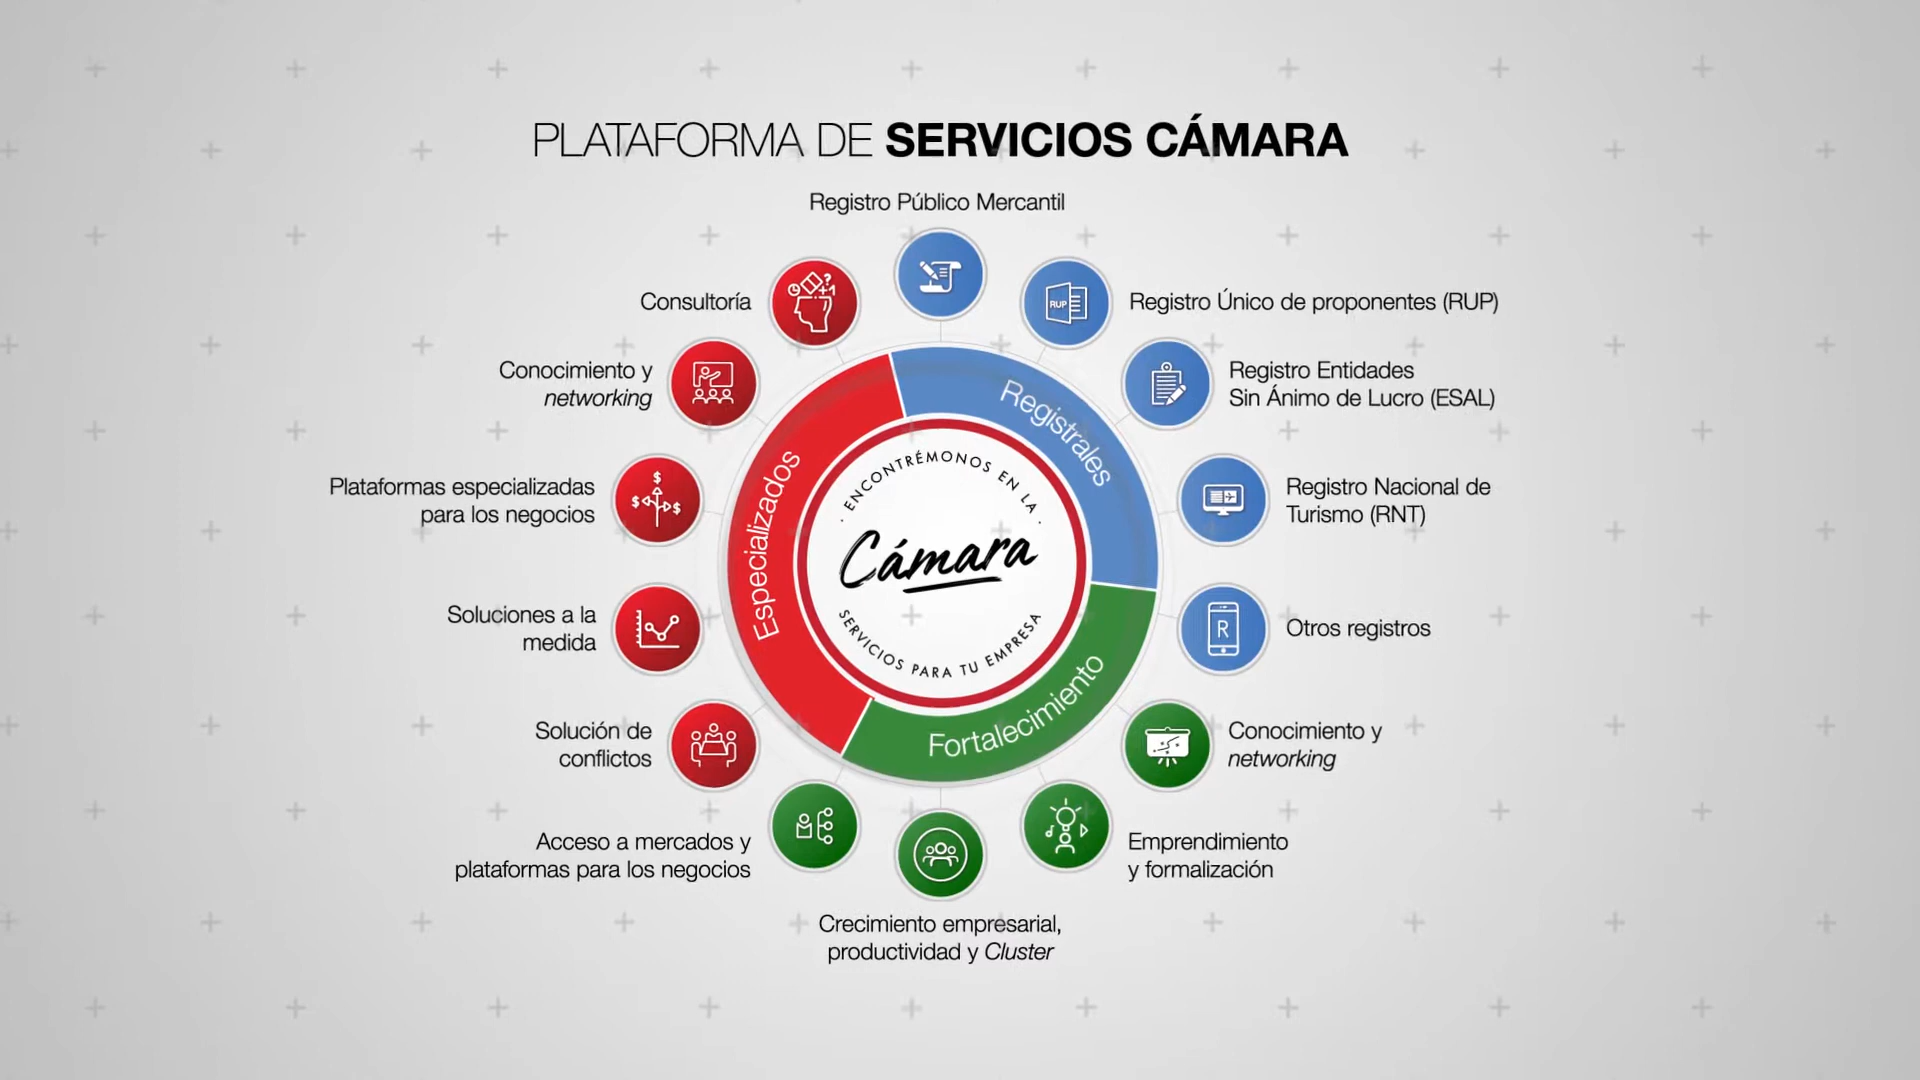 PLATAFORMA DE SERVICIOS CÁMARA
Registro Público Mercantil
Registro Único de proponentes (RUP)
RUP
Registro Entidades
Sin Ánimo de Lucro (ESAL)
Registro Nacional de
Turismo (RNT)
Otros registros
R
Conocimiento y
networking
Emprendimiento
y formalización
Crecimiento empresarial,
productividad y Cluster
Acceso a mercados y
plataformas para los negocios
Solución de
conflictos
Soluciones a la
medida
Plataformas especializadas
para los negocios
Conocimiento y
networking
Consultoría
Registrales
Fortalecimiento
Especializados
· ENCONTRÉMONOS EN LA ·
Cámara
SERVICIOS PARA TU EMPRESA